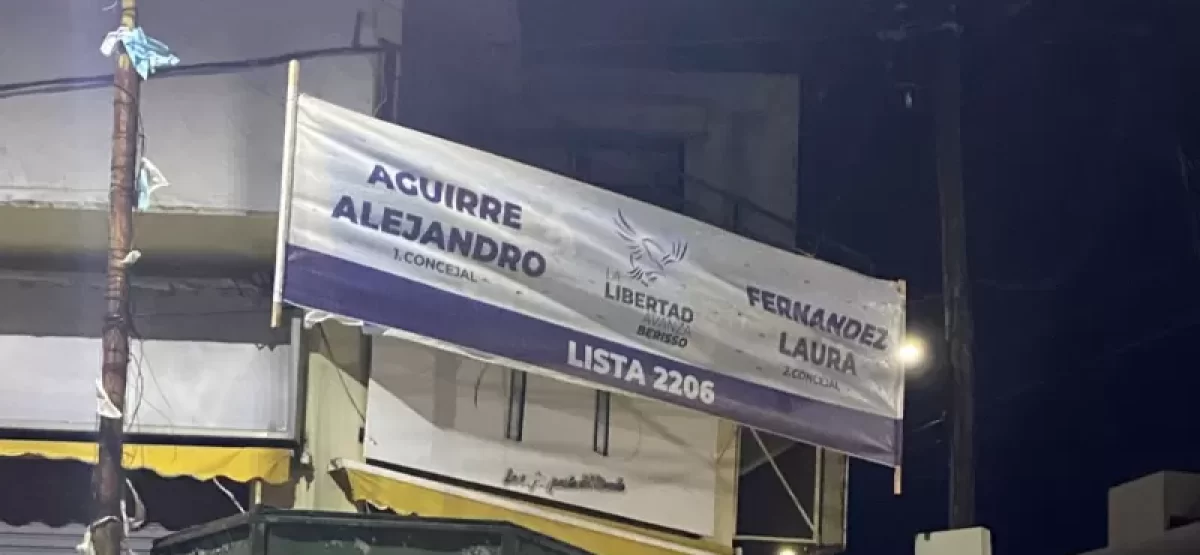 AGUIRRE
ALEJANDRO
1. CONCEJAL
LA
LIBERTAD
AVANZA
BERISSO
FERNANDEZ
LAURA
2. CONCEJAL
LISTA 2206